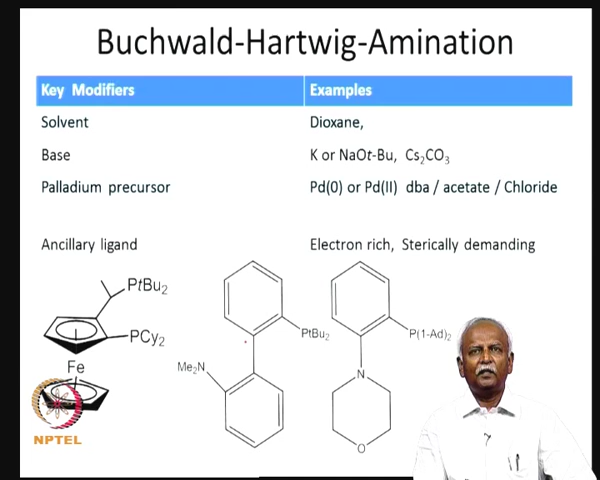 Buchwald-Hartwig-Amination
Key Modifiers Examples
Solvent Dioxane,
Base K or NaOt-Bu, Cs₂CO₃
Palladium precursor Pd(0) or Pd(II) dba / acetate / Chloride
Ancillary ligand Electron rich, Sterically demanding
PtBu₂
PCy₂
Fe
Me₂N
PtBu₂
P(1-Ad)₂
N
O
NPTEL